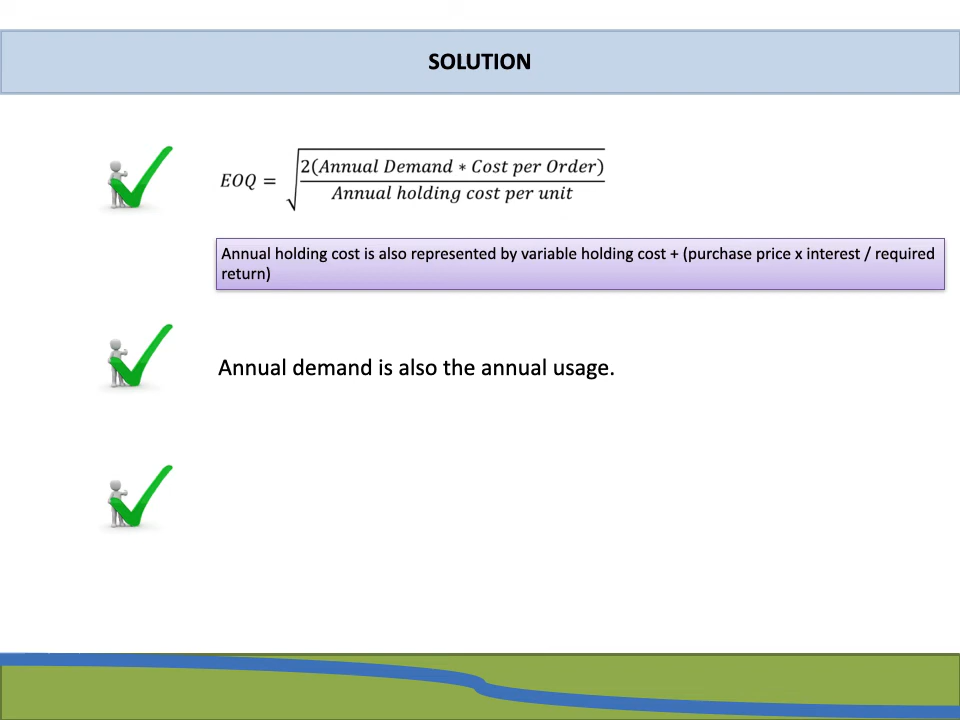 SOLUTION
EOQ = √ 2(Annual Demand ∗ Cost per Order)
Annual holding cost per unit
Annual holding cost is also represented by variable holding cost + (purchase price x interest / required
return)
Annual demand is also the annual usage.